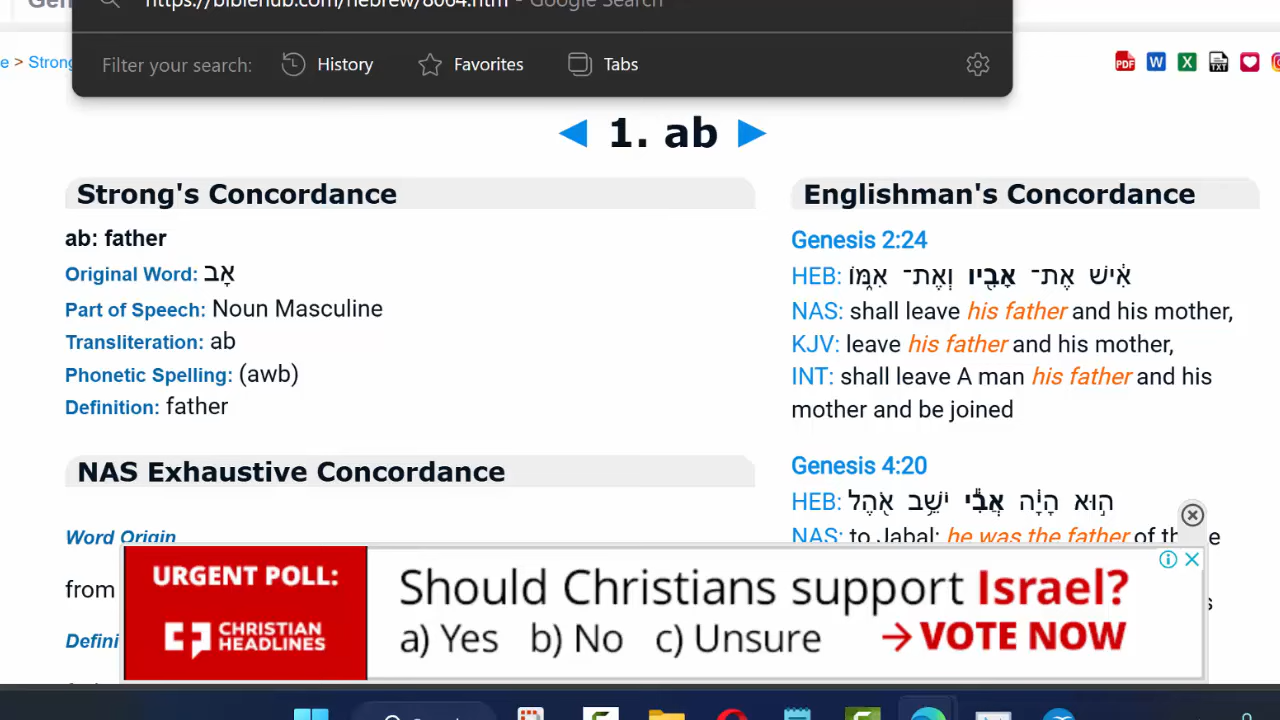 https://biblehub.com/hebrew/8064.htm - Google Search
Filter your search: History Favorites Tabs
> Strong
PDF W X TXT
1. ab
Strong's Concordance
ab: father
Original Word: אָב
Part of Speech: Noun Masculine
Transliteration: ab
Phonetic Spelling: (awb)
Definition: father
NAS Exhaustive Concordance
Word Origin
from
Defini
Englishman's Concordance
Genesis 2:24
HEB: אִ֔ישׁ אֶת־ אָבִ֖יו וְאֶת־ אִמּ֑וֹ
NAS: shall leave his father and his mother,
KJV: leave his father and his mother,
INT: shall leave A man his father and his
mother and be joined
Genesis 4:20
HEB: ה֣וּא הָיָ֔ה אֲבִ֕י יֹשֵׁ֥ב אֹ֖הֶל
NAS: to Jabal; he was the father of
URGENT POLL:
CHRISTIAN
HEADLINES
Should Christians support Israel?
a) Yes b) No c) Unsure → VOTE NOW